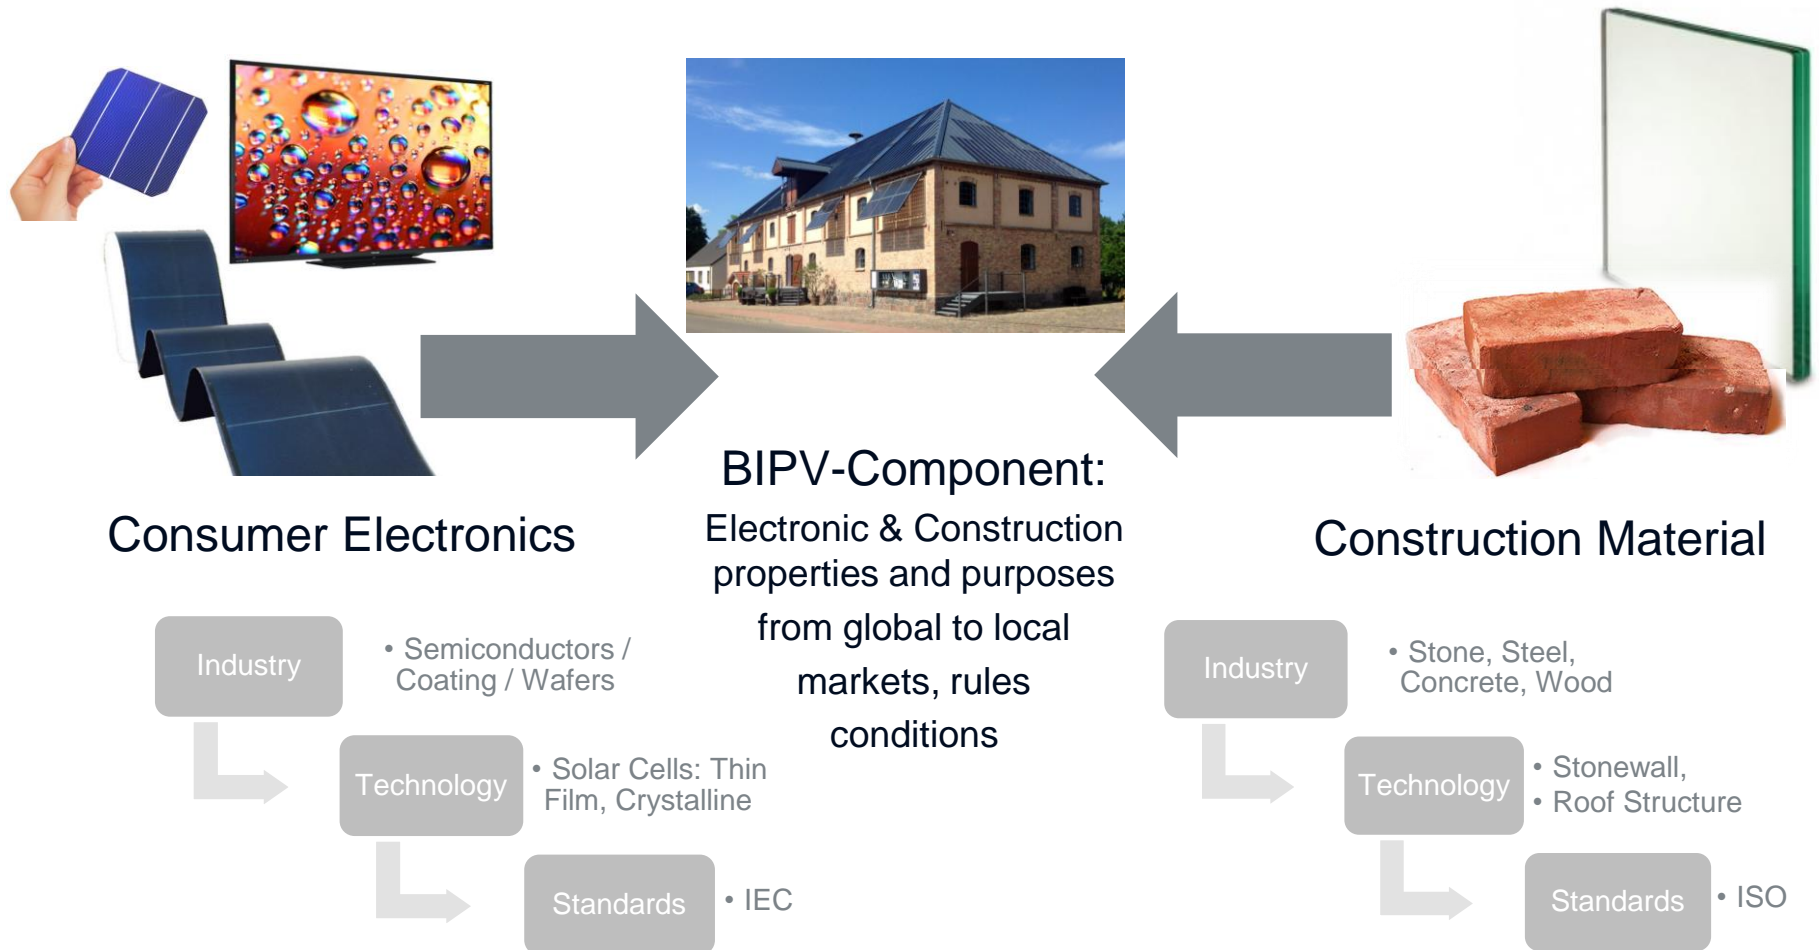 BIPV-Component:
Electronic & Construction
properties and purposes
from global to local
markets, rules
conditions
Consumer Electronics
Industry
• Semiconductors /
Coating / Wafers
Technology
• Solar Cells: Thin
Film, Crystalline
Standards
• IEC
Construction Material
Industry
• Stone, Steel,
Concrete, Wood
Technology
• Stonewall,
• Roof Structure
Standards
• ISO